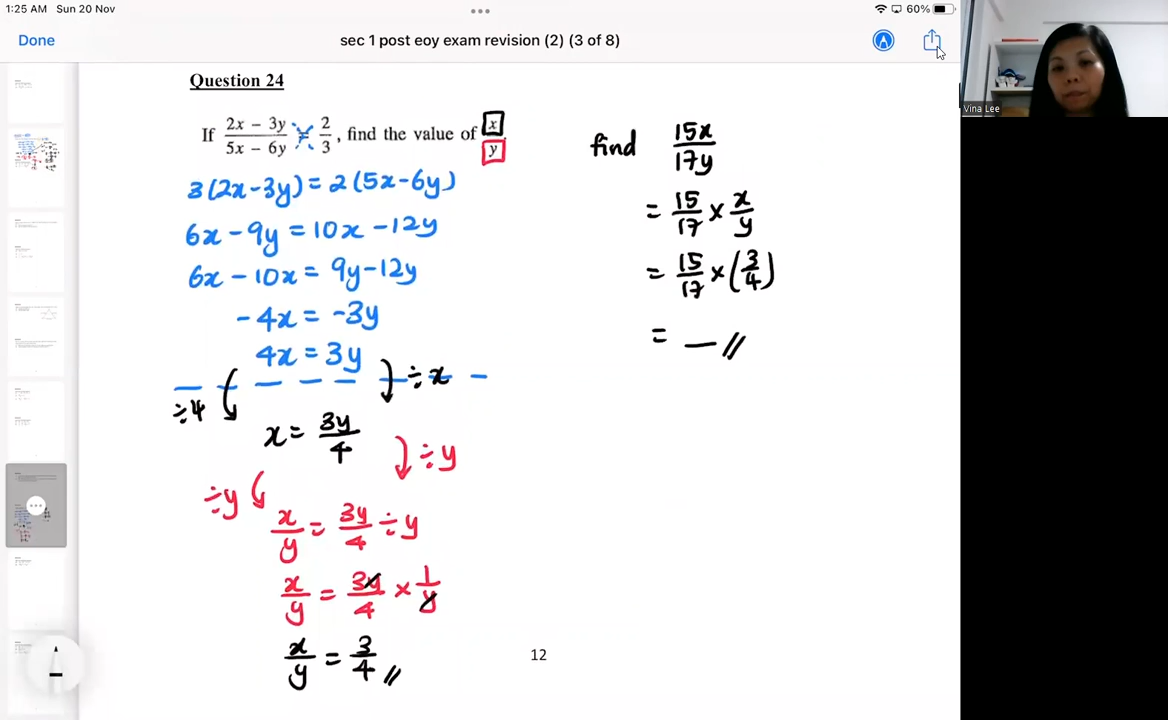 1:25 AM Sun 20 Nov
60%
Done
sec 1 post eoy exam revision (2) (3 of 8)
Vina Lee
Question 24
If (2x - 3y)/(5x - 6y) = 2/3, find the value of x/y
3(2x-3y) = 2(5x-6y)
6x - 9y = 10x - 12y
6x - 10x = 9y - 12y
-4x = -3y
4x = 3y
÷4 ÷x
x = 3y/4
÷y ÷y
x/y = 3y/4 ÷ y
x/y = 3y/4 × 1/y
x/y = 3/4 //
find 15x/17y
= 15/17 × x/y
= 15/17 × (3/4)
= — //
12